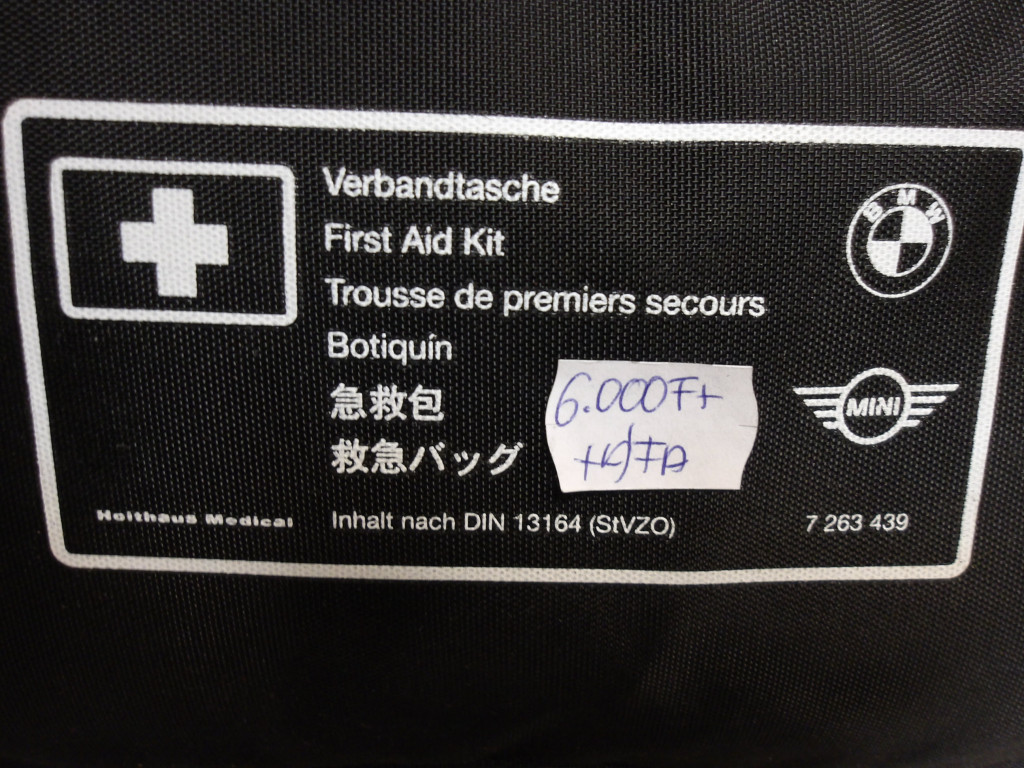 Verbandtasche
First Aid Kit
Trousse de premiers secours
Botiquín
急救包
救急バッグ
Holthaus Medical
Inhalt nach DIN 13164 (StVZO)
BMW
MINI
7 263 439
6.000Ft